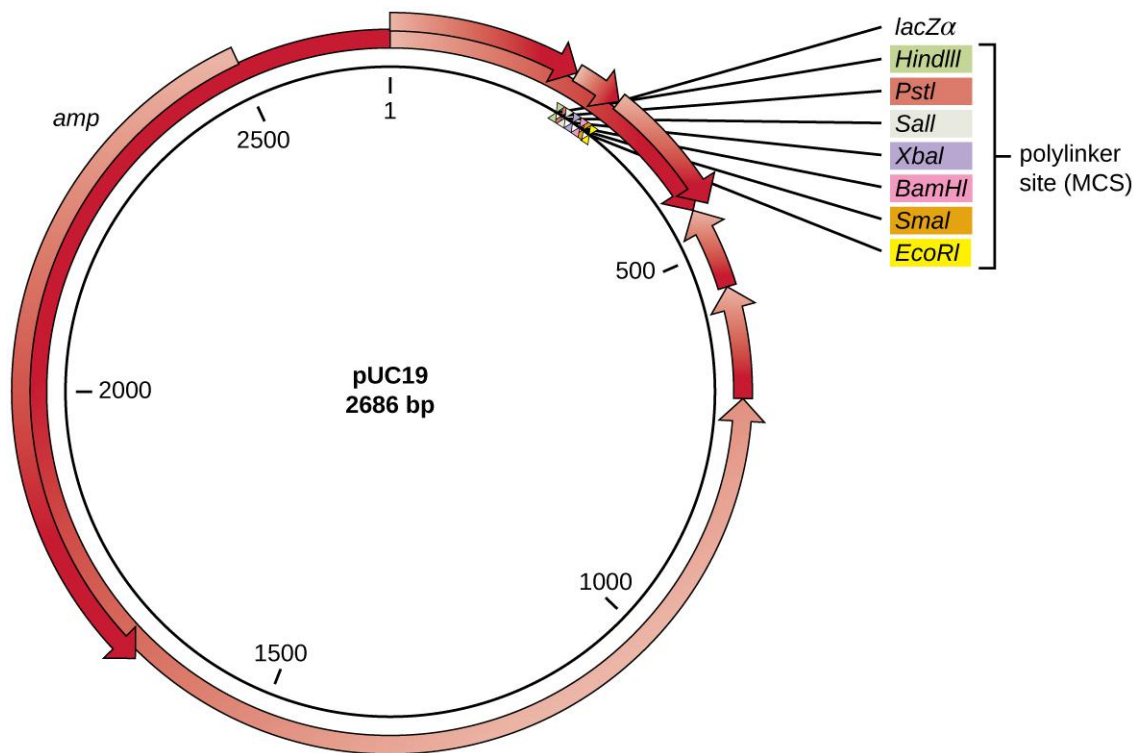 lacZα
HindIII
PstI
SalI
XbaI
BamHI
SmaI
EcoRI
polylinker
site (MCS)
amp
2500
1
500
2000
pUC19
2686 bp
1000
1500